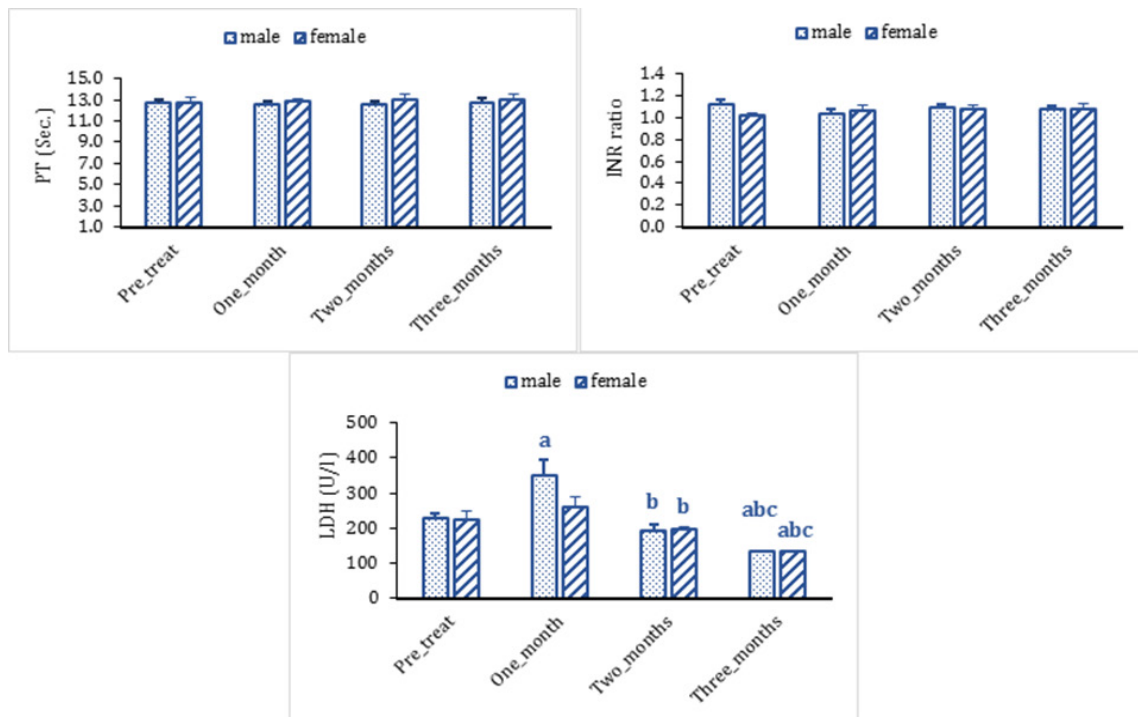 male female
PT (Sec.)
15.0
13.0
11.0
9.0
7.0
5.0
3.0
1.0
Pre_treat
One_month
Two_months
Three_months
male female
INR ratio
1.4
1.2
1.0
0.8
0.6
0.4
0.2
0.0
Pre_treat
One_month
Two_months
Three_months
male female
LDH (U/l)
500
400
300
200
100
0
a
b b
abc
abc
Pre_treat
One_month
Two_months
Three_months